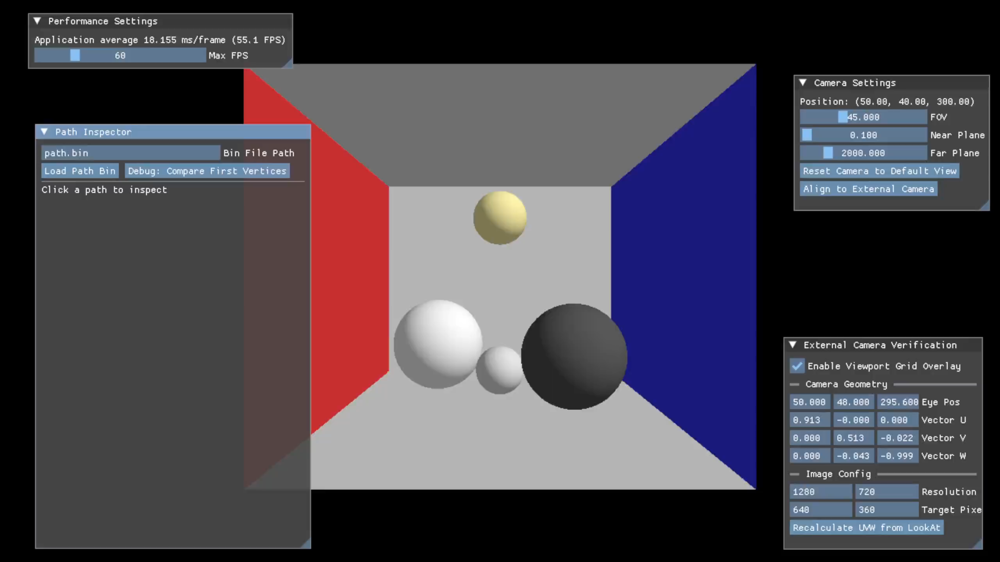 Performance Settings
Application average 18.155 ms/frame (55.1 FPS)
60 Max FPS
Path Inspector
path.bin Bin File Path
Load Path Bin Debug: Compare First Vertices
Click a path to inspect
Camera Settings
Position: (50.00, 40.00, 300.00)
45.000 FOV
0.100 Near Plane
2000.000 Far Plane
Reset Camera to Default View
Align to External Camera
External Camera Verification
Enable Viewport Grid Overlay
Camera Geometry
50.000 48.000 295.600 Eye Pos
0.913 -0.000 0.000 Vector U
0.000 0.513 -0.022 Vector V
0.000 -0.043 -0.999 Vector W
Image Config
1280 720 Resolution
640 360 Target Pixe
Recalculate UVW from LookAt